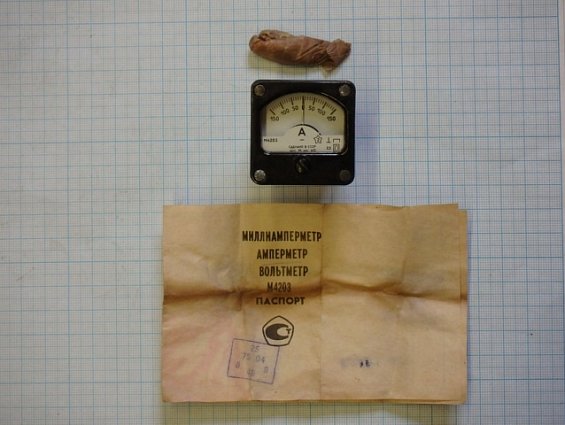 150 100 50 0 50 100 150
A
М4203
СДЕЛАНО В СССР
МИЛЛИАМПЕРМЕТР
АМПЕРМЕТР
ВОЛЬТМЕТР
М4203
ПАСПОРТ